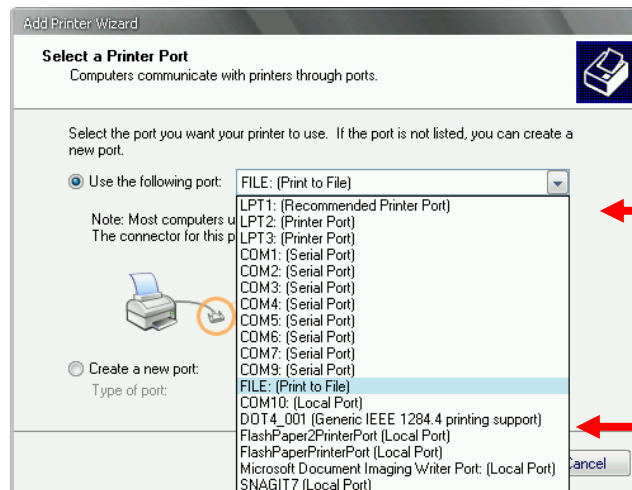 Add Printer Wizard
Select a Printer Port
Computers communicate with printers through ports.
Select the port you want your printer to use. If the port is not listed, you can create a
new port.
Use the following port:
FILE: (Print to File)
Note: Most computers u
The connector for this p
LPT1: (Recommended Printer Port)
LPT2: (Printer Port)
LPT3: (Printer Port)
COM1: (Serial Port)
COM2: (Serial Port)
COM3: (Serial Port)
COM4: (Serial Port)
COM5: (Serial Port)
COM6: (Serial Port)
COM7: (Serial Port)
COM9: (Serial Port)
FILE: (Print to File)
COM10: (Local Port)
DOT4_001 (Generic IEEE 1284.4 printing support)
FlashPaper2PrinterPort (Local Port)
FlashPaperPrinterPort (Local Port)
Microsoft Document Imaging Writer Port: (Local Port)
SNAGIT7 (Local Port)
Create a new port:
Type of port:
Cancel